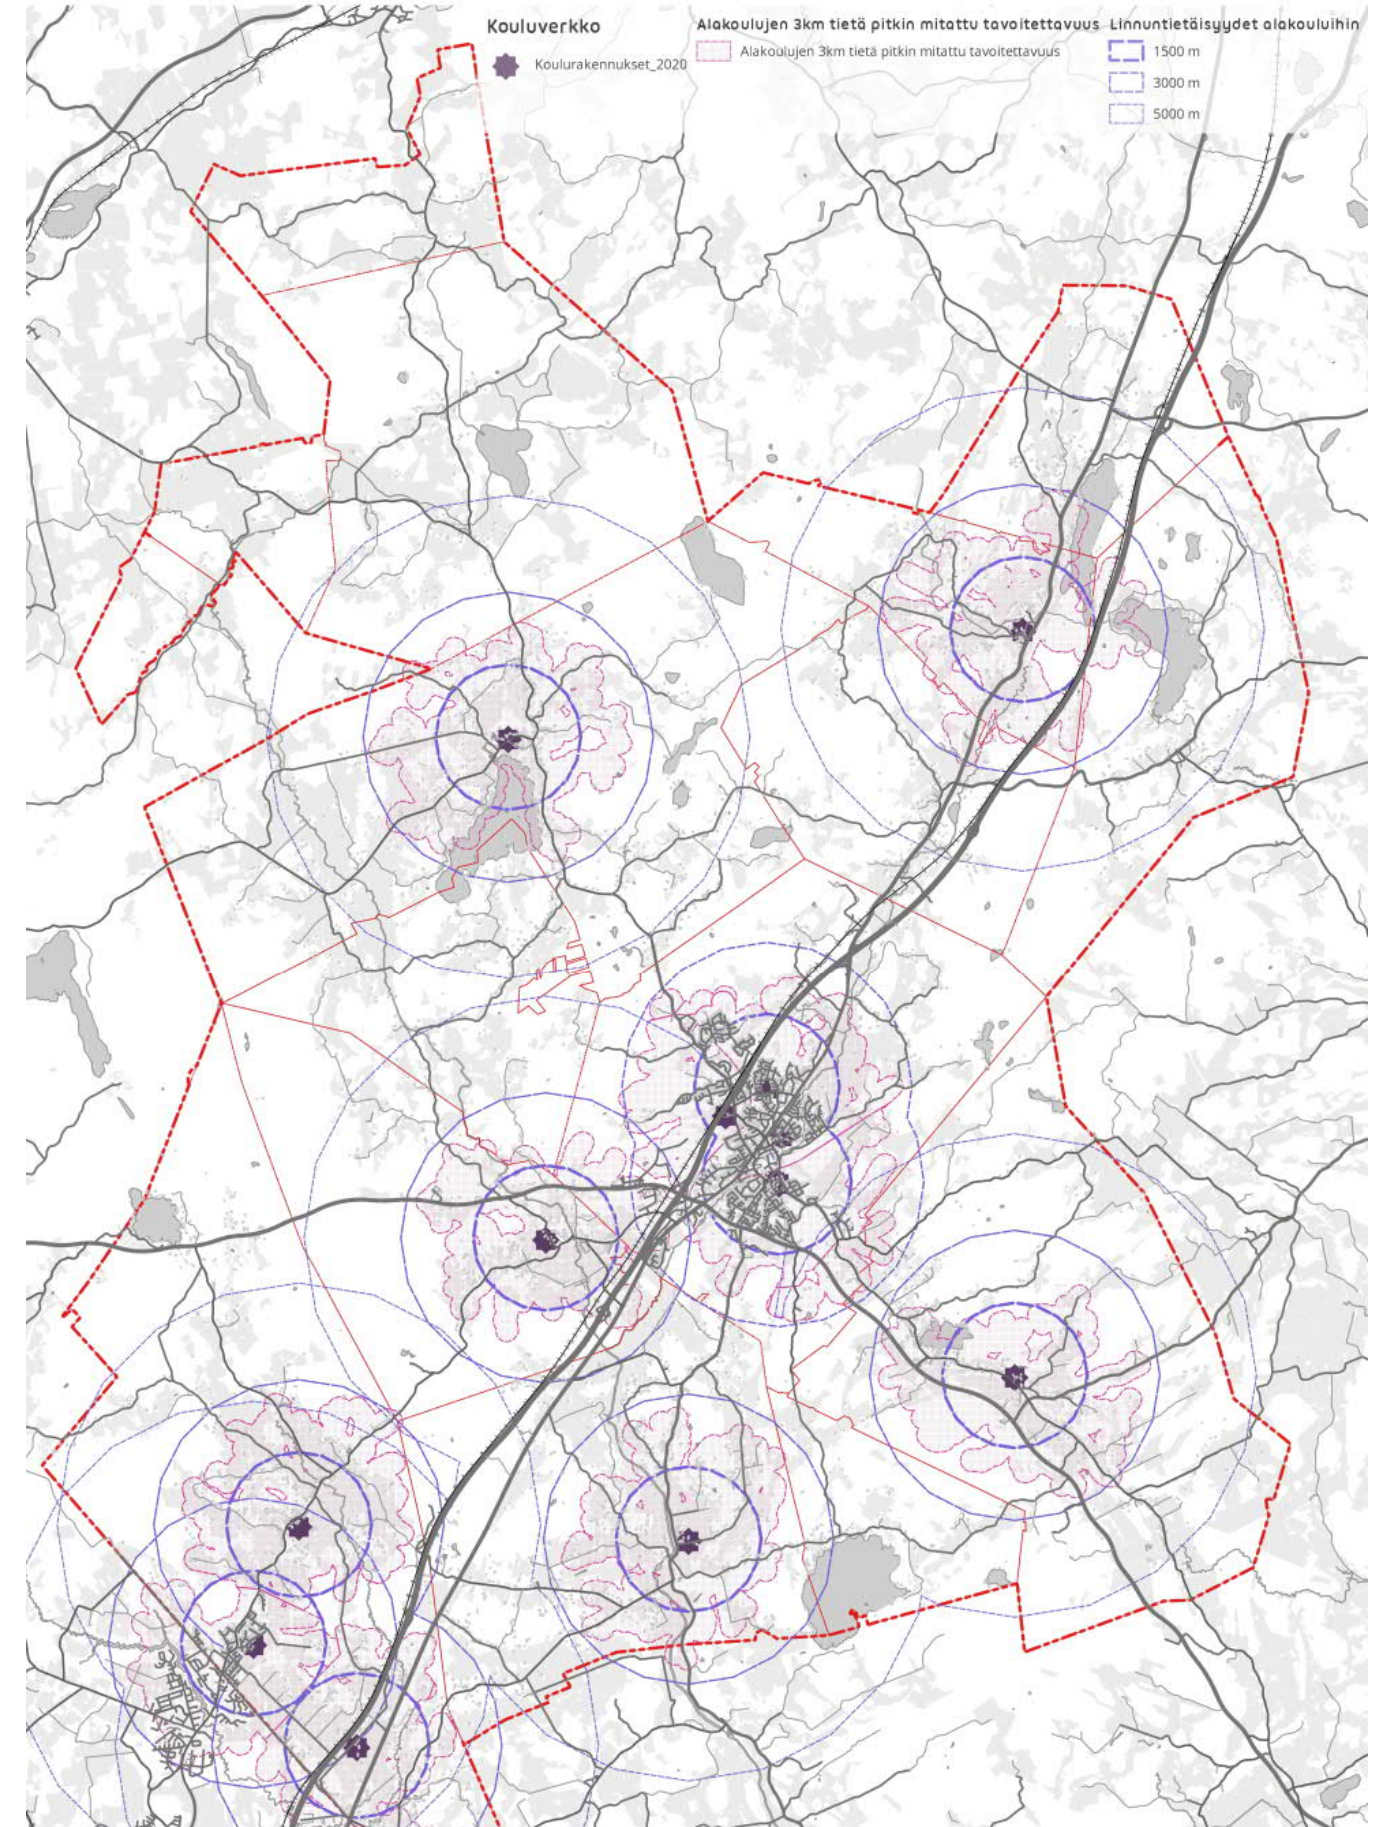 Kouluverkko
Koulurakennukset_2020
Alakoulujen 3km tietä pitkin mitattu tavoitettavuus
Alakoulujen 3km tietä pitkin mitattu tavoitettavuus
Linnuntietäisyydet alakouluihin
1500 m
3000 m
5000 m